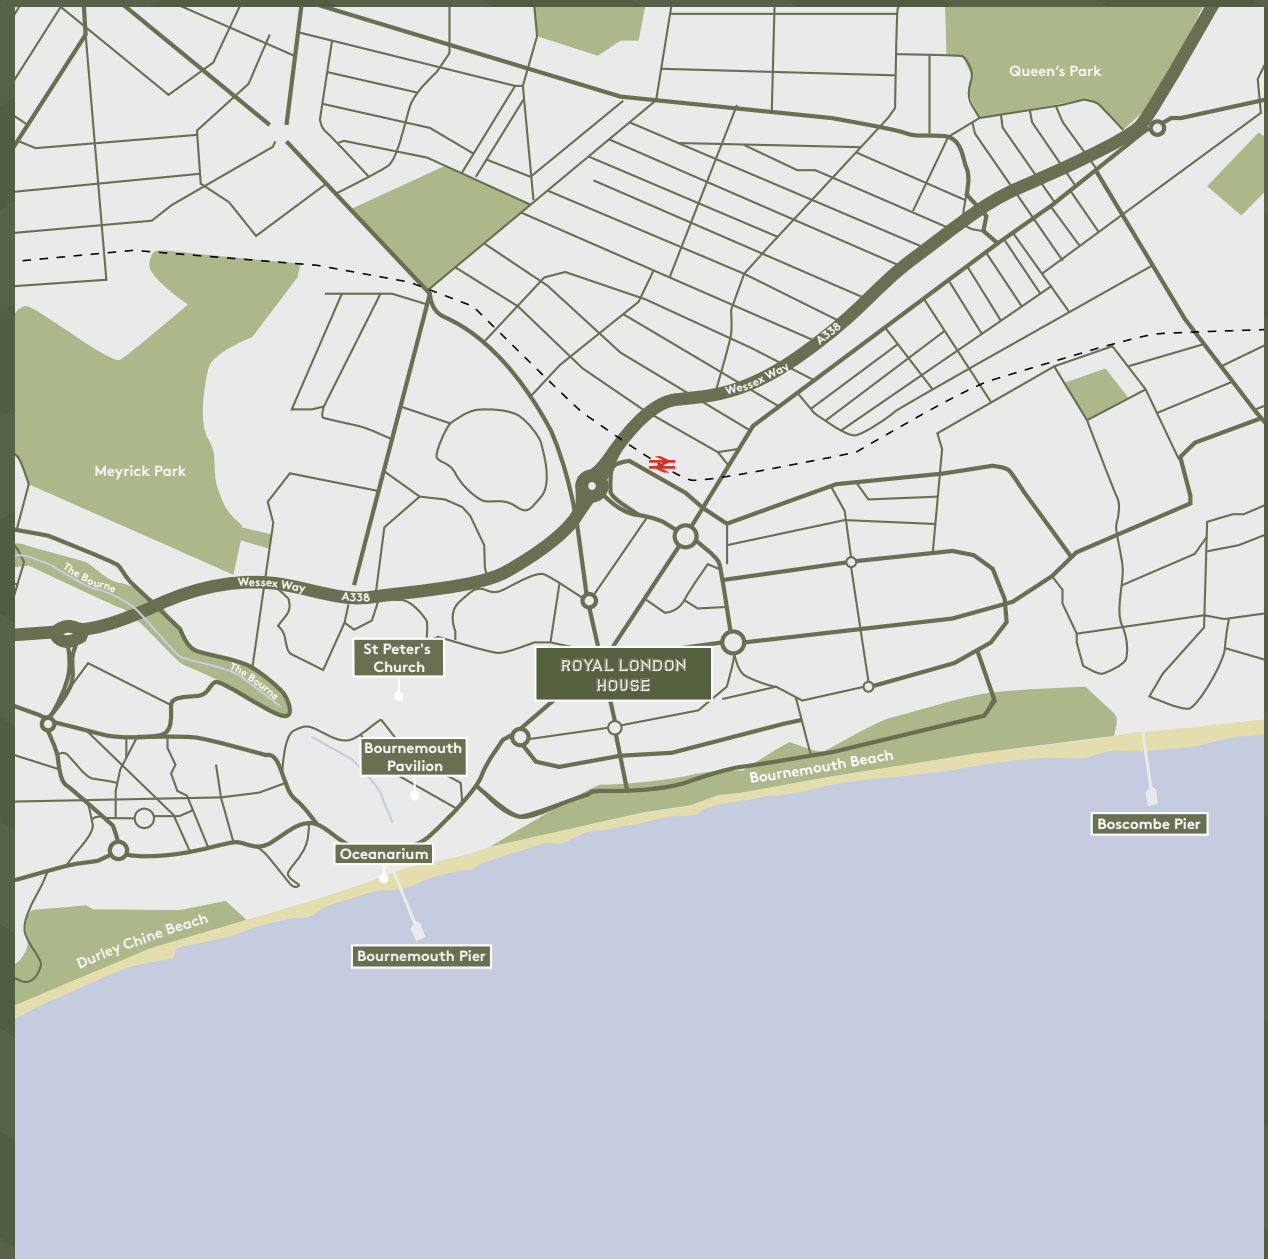 Queen's Park
A338
Wessex Way
Meyrick Park
The Bourne
Wessex Way
A338
St Peter's
Church
ROYAL LONDON
HOUSE
The Bourne
Bournemouth
Pavilion
Bournemouth Beach
Boscombe Pier
Oceanarium
Durley Chine Beach
Bournemouth Pier